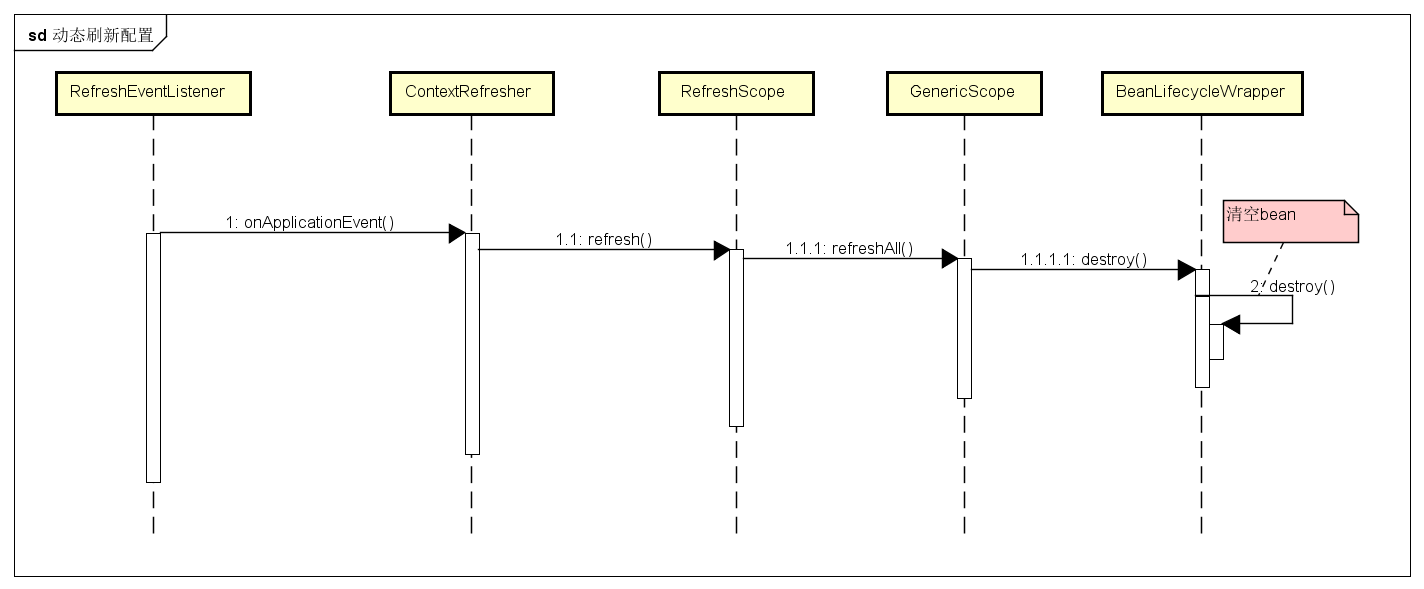 sd 动态刷新配置
RefreshEventListener
ContextRefresher
RefreshScope
GenericScope
BeanLifecycleWrapper
清空bean
1: onApplicationEvent()
1.1: refresh()
1.1.1: refreshAll()
1.1.1.1: destroy()
2: destroy()